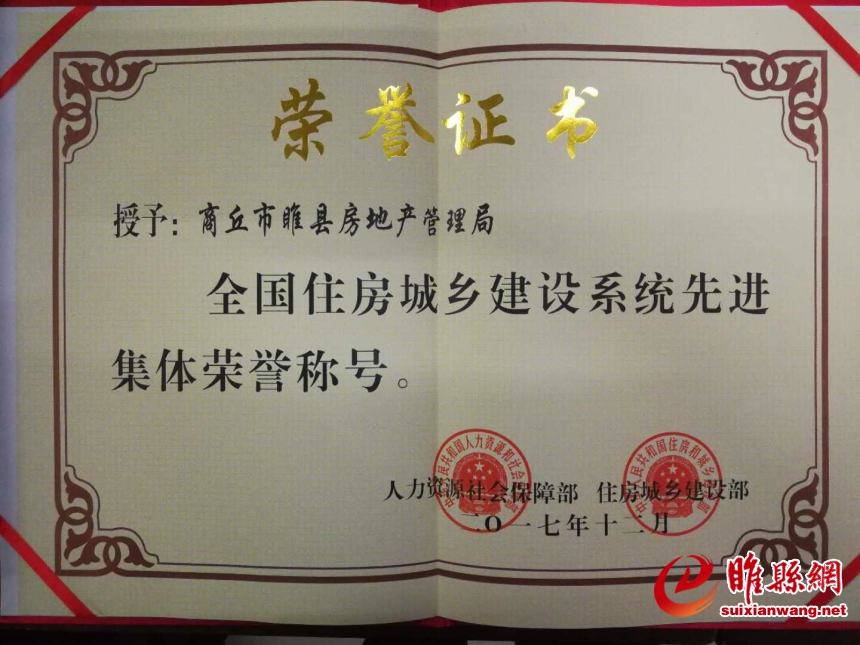 荣誉证书
授予：商丘市睢县房地产管理局
全国住房城乡建设系统先进
集体荣誉称号。
人力资源社会保障部 住房城乡建设部
二〇一七年十二月
睢縣網
suixianwang.net